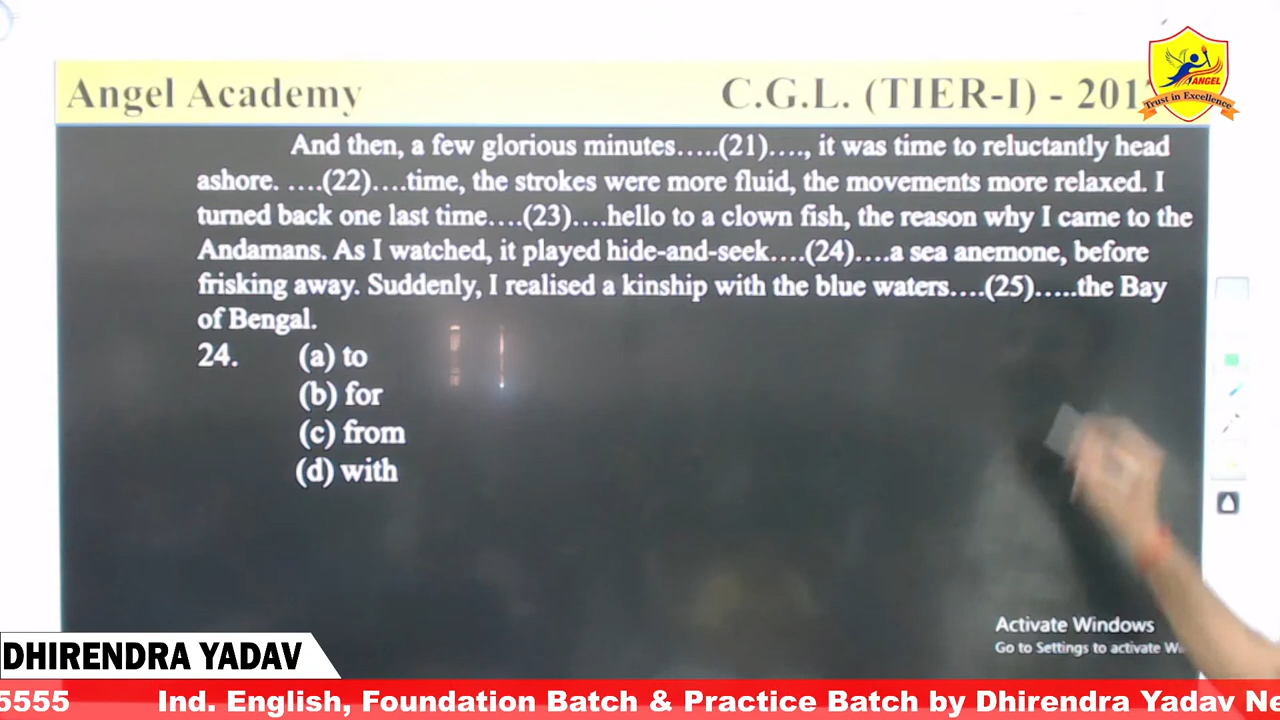 Angel Academy
C.G.L. (TIER-I) - 201
ANGEL
Trust in Excellence
And then, a few glorious minutes.....(21)...., it was time to reluctantly head
ashore. ....(22)....time, the strokes were more fluid, the movements more relaxed. I
turned back one last time....(23)....hello to a clown fish, the reason why I came to the
Andamans. As I watched, it played hide-and-seek....(24)....a sea anemone, before
frisking away. Suddenly, I realised a kinship with the blue waters....(25).....the Bay
of Bengal.
24. (a) to
(b) for
(c) from
(d) with
Activate Windows
Go to Settings to activate Wi
DHIRENDRA YADAV
5555 Ind. English, Foundation Batch & Practice Batch by Dhirendra Yadav Ne